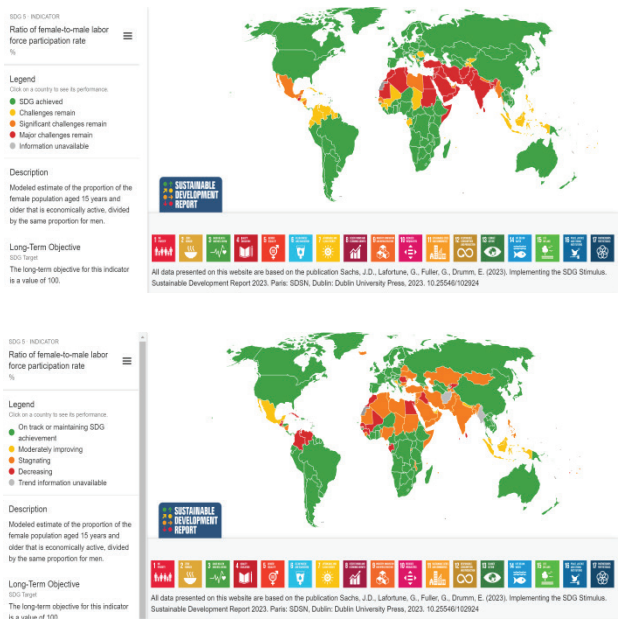 SDG 5 · INDICATOR
Ratio of female-to-male labor
force participation rate
%
Legend
Click on a country to see its performance.
SDG achieved
Challenges remain
Significant challenges remain
Major challenges remain
Information unavailable
Description
Modeled estimate of the proportion of the
female population aged 15 years and
older that is economically active, divided
by the same proportion for men.
Long-Term Objective
SDG Target
The long-term objective for this indicator
is a value of 100.
SUSTAINABLE
DEVELOPMENT
REPORT
All data presented on this website are based on the publication Sachs, J.D., Lafortune, G., Fuller, G., Drumm, E. (2023). Implementing the SDG Stimulus.
Sustainable Development Report 2023. Paris: SDSN, Dublin: Dublin University Press, 2023. 10.25546/102924
SDG 5 · INDICATOR
Ratio of female-to-male labor
force participation rate
%
Legend
Click on a country to see its performance.
On track or maintaining SDG
achievement
Moderately improving
Stagnating
Decreasing
Trend information unavailable
Description
Modeled estimate of the proportion of the
female population aged 15 years and
older that is economically active, divided
by the same proportion for men.
Long-Term Objective
SDG Target
The long-term objective for this indicator
is a value of 100.
SUSTAINABLE
DEVELOPMENT
REPORT
All data presented on this website are based on the publication Sachs, J.D., Lafortune, G., Fuller, G., Drumm, E. (2023). Implementing the SDG Stimulus.
Sustainable Development Report 2023. Paris: SDSN, Dublin: Dublin University Press, 2023. 10.25546/102924